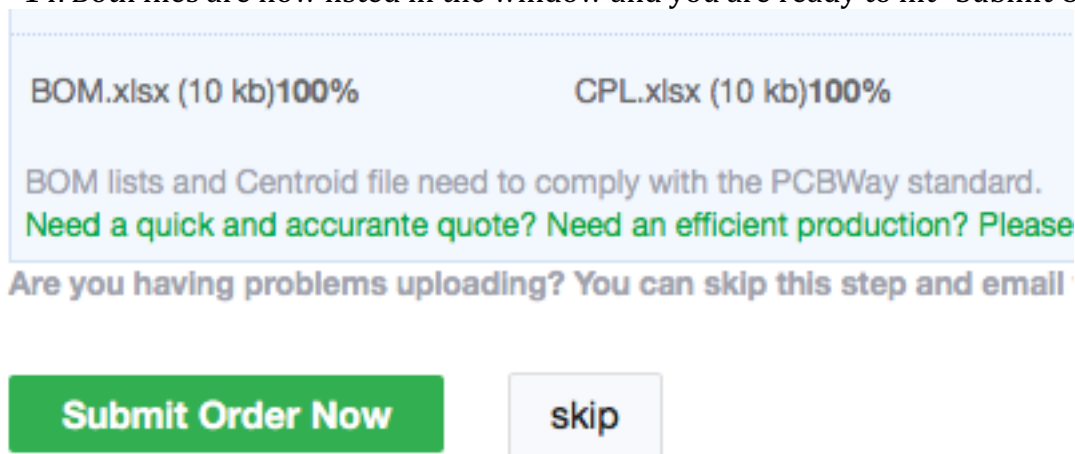 BOM.xlsx (10 kb)100% CPL.xlsx (10 kb)100%
BOM lists and Centroid file need to comply with the PCBWay standard.
Need a quick and accurante quote? Need an efficient production? Please
Are you having problems uploading? You can skip this step and email
Submit Order Now skip